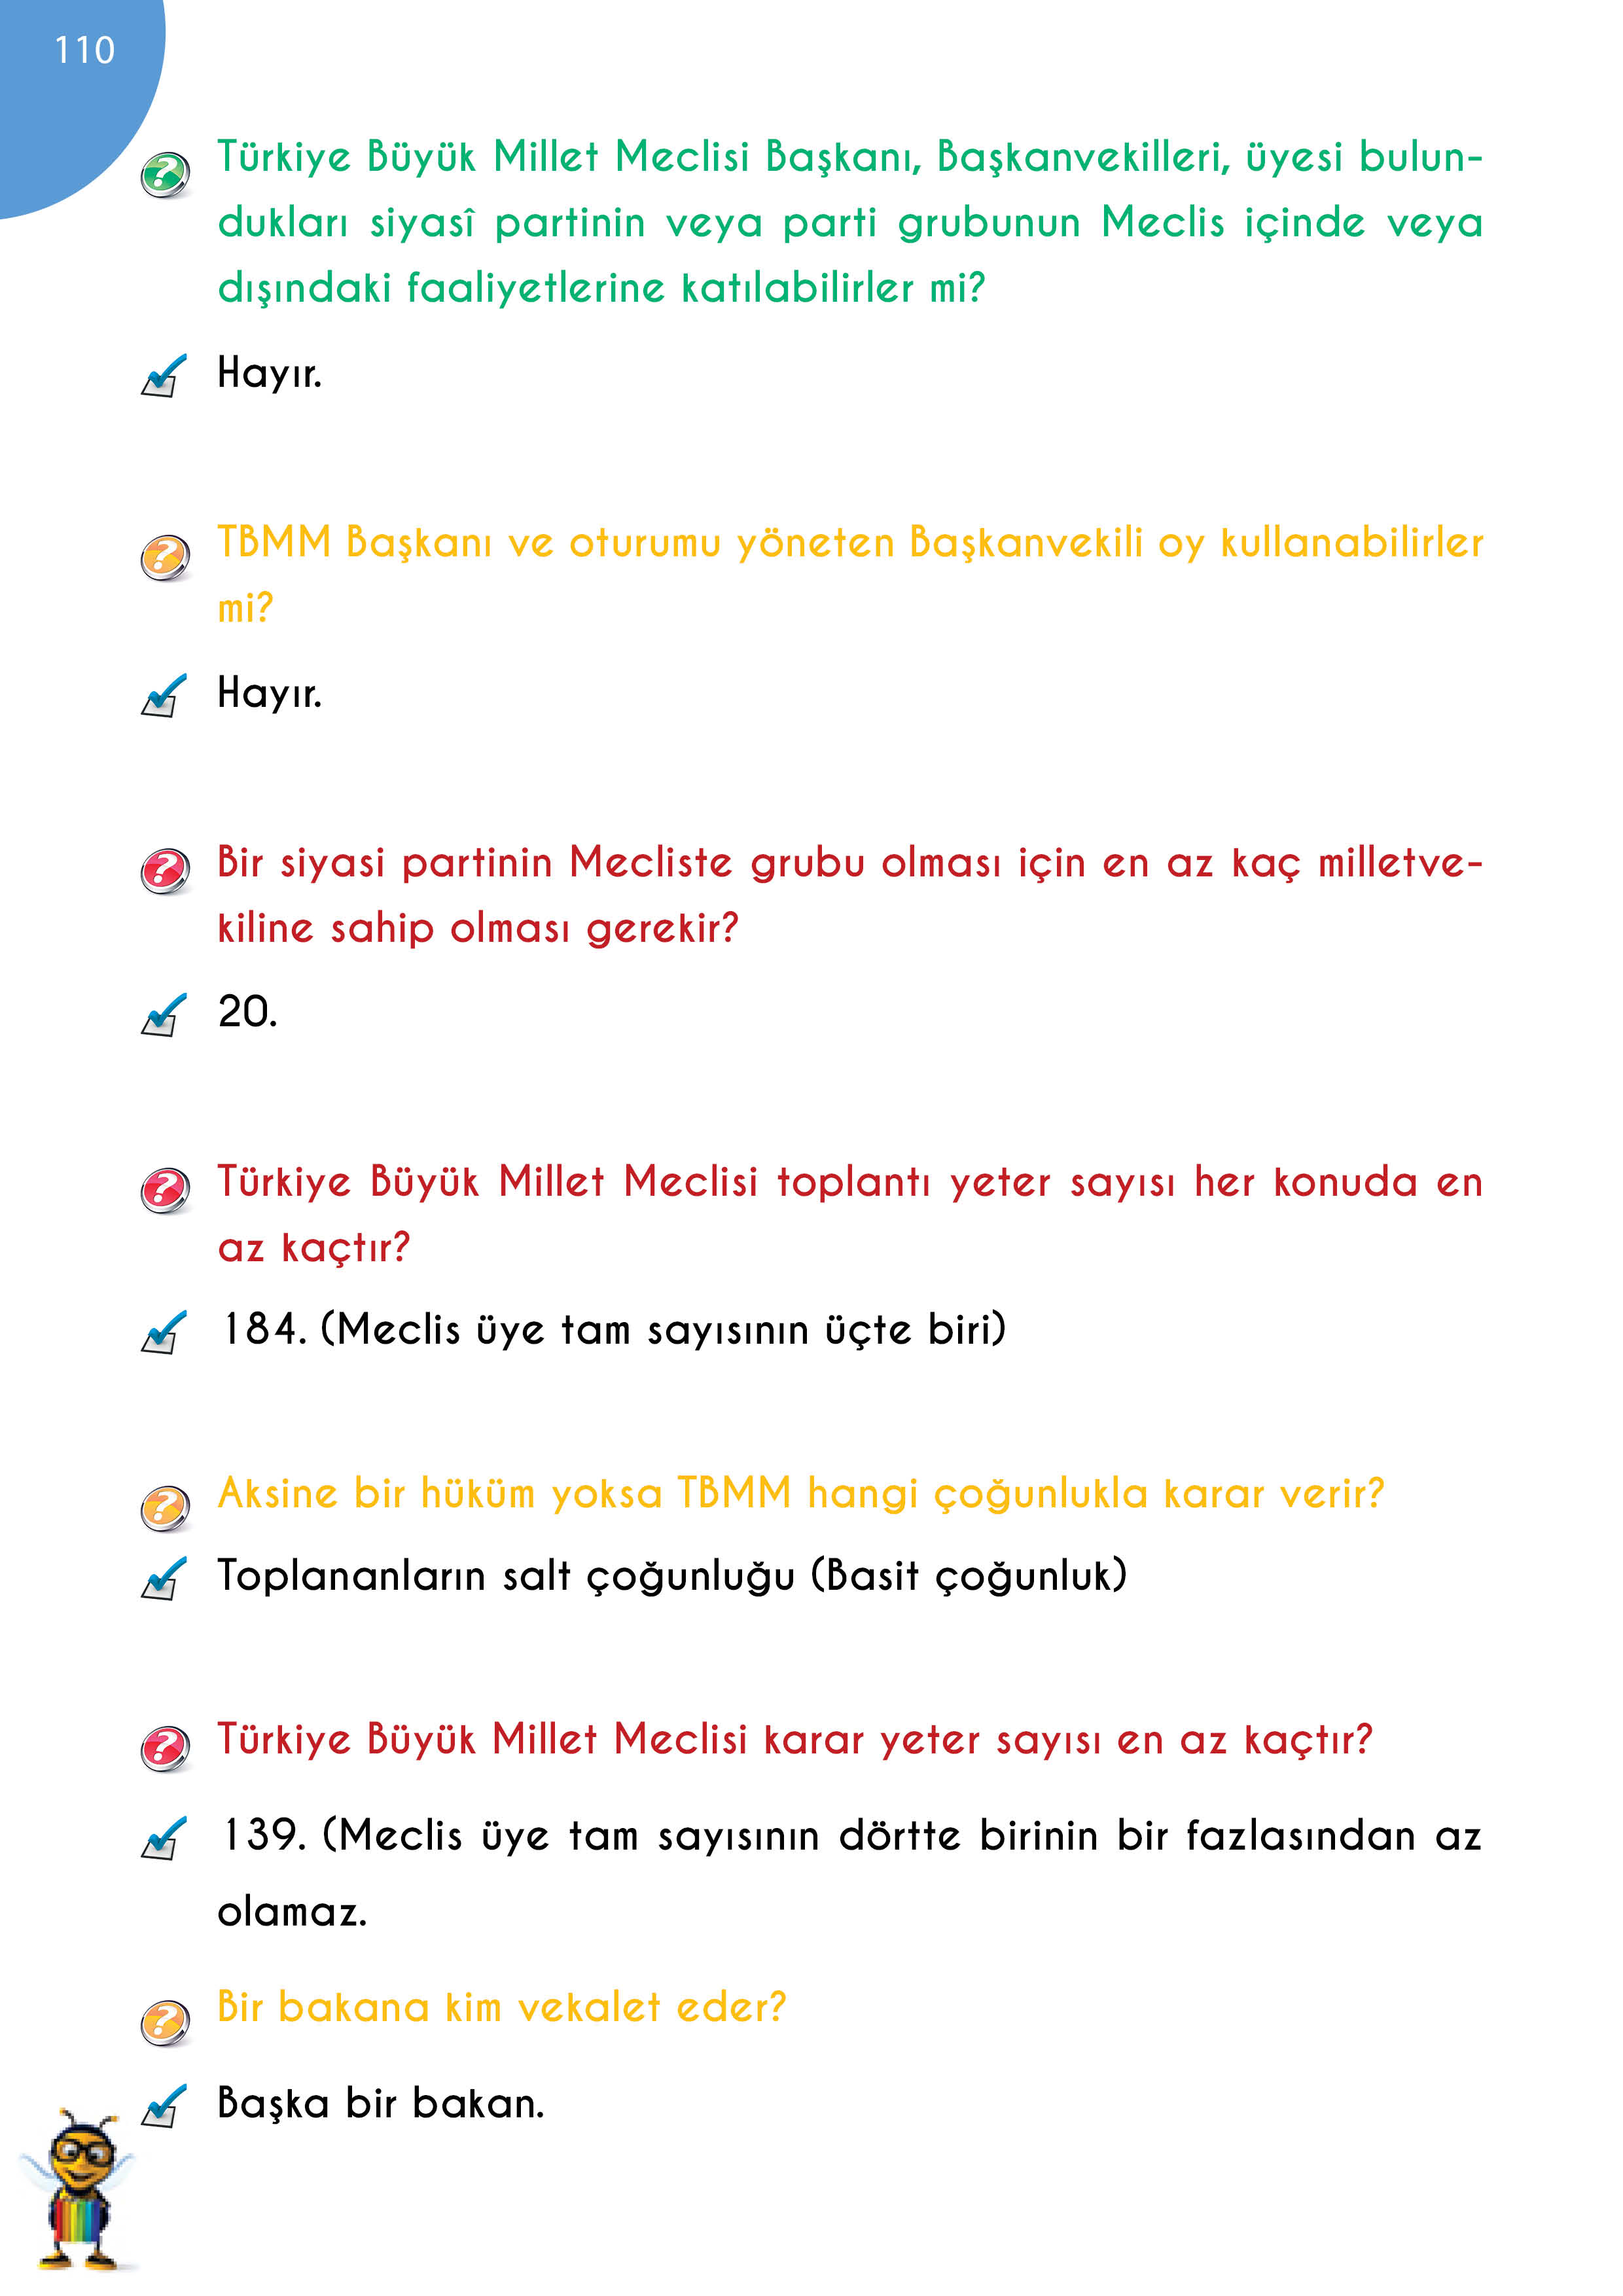 110
Türkiye Büyük Millet Meclisi Başkanı, Başkanvekilleri, üyesi bulun-
dukları siyasî partinin veya parti grubunun Meclis içinde veya
dışındaki faaliyetlerine katılabilirler mi?
Hayır.
TBMM Başkanı ve oturumu yöneten Başkanvekili oy kullanabilirler
mi?
Hayır.
Bir siyasi partinin Mecliste grubu olması için en az kaç milletve-
kiline sahip olması gerekir?
20.
Türkiye Büyük Millet Meclisi toplantı yeter sayısı her konuda en
az kaçtır?
184. (Meclis üye tam sayısının üçte biri)
Aksine bir hüküm yoksa TBMM hangi çoğunlukla karar verir?
Toplananların salt çoğunluğu (Basit çoğunluk)
Türkiye Büyük Millet Meclisi karar yeter sayısı en az kaçtır?
139. (Meclis üye tam sayısının dörtte birinin bir fazlasından az
olamaz.
Bir bakana kim vekalet eder?
Başka bir bakan.